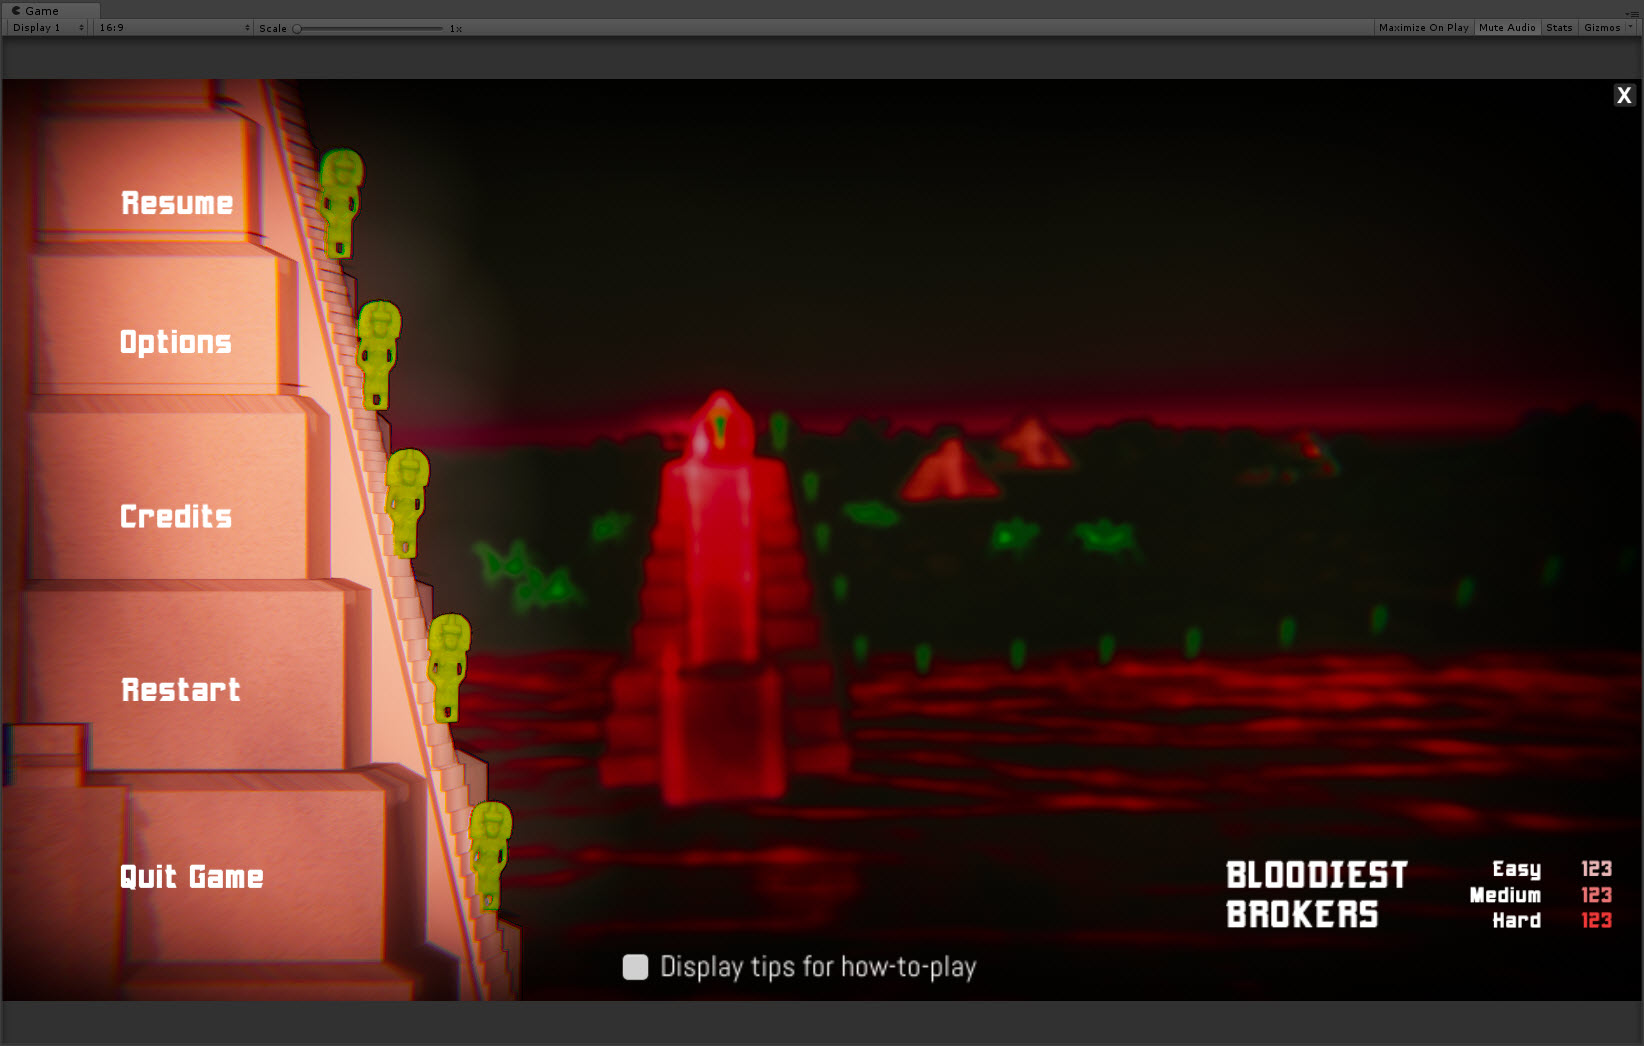 Game
Display 1
16:9
Scale
1x
Maximize On Play
Mute Audio
Stats
Gizmos
X
Resume
Options
Credits
Restart
Quit Game
BLOODIEST
BROKERS
Easy 123
Medium 123
Hard 123
Display tips for how-to-play